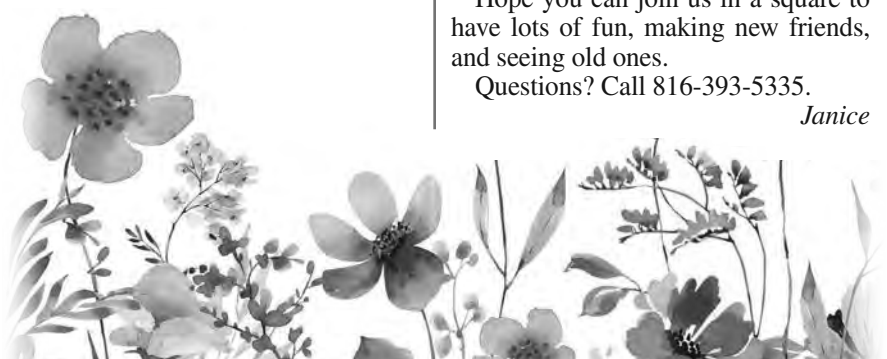 Hope you can join us in a square to
have lots of fun, making new friends,
and seeing old ones.
Questions? Call 816-393-5335.
Janice